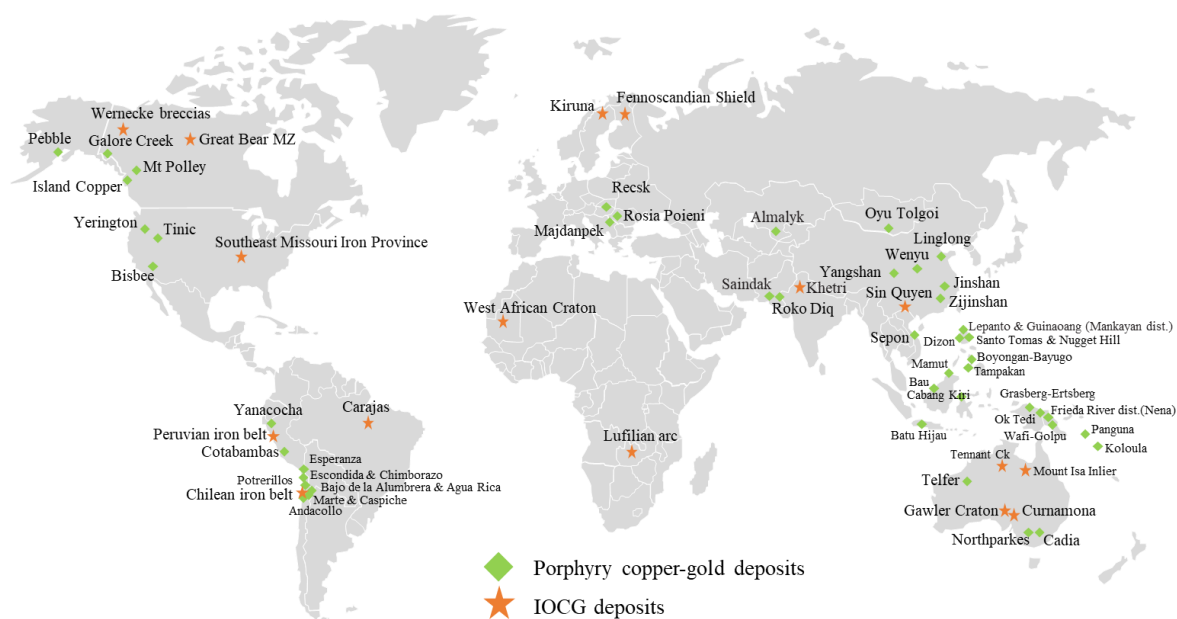 Wernecke breccias
Pebble
Galore Creek
Great Bear MZ
Mt Polley
Island Copper
Yerington
Tinic
Southeast Missouri Iron Province
Bisbee
Kiruna
Fennoscandian Shield
Recsk
Rosia Poieni
Majdanpek
Almalyk
Oyu Tolgoi
Linglong
Wenyu
Yangshan
Saindak
Khetri
Roko Diq
Jinshan
Sin Quyen
Zijinshan
West African Craton
Sepon
Dizon
Lepanto & Guinaoang (Mankayan dist.)
Santo Tomas & Nugget Hill
Boyongan-Bayugo
Mamut
Tampakan
Bau
Cabang Kiri
Grasberg-Ertsberg
Frieda River dist.(Nena)
Ok Tedi
Panguna
Batu Hijau
Wafi-Golpu
Koloula
Yanacocha
Carajas
Peruvian iron belt
Cotabambas
Lufilian arc
Esperanza
Escondida & Chimborazo
Potrerillos
Bajo de la Alumbrera & Agua Rica
Chilean iron belt
Marte & Caspiche
Andacollo
Tennant Ck
Mount Isa Inlier
Telfer
Gawler Craton
Curnamona
Northparkes
Cadia
Porphyry copper-gold deposits
IOCG deposits